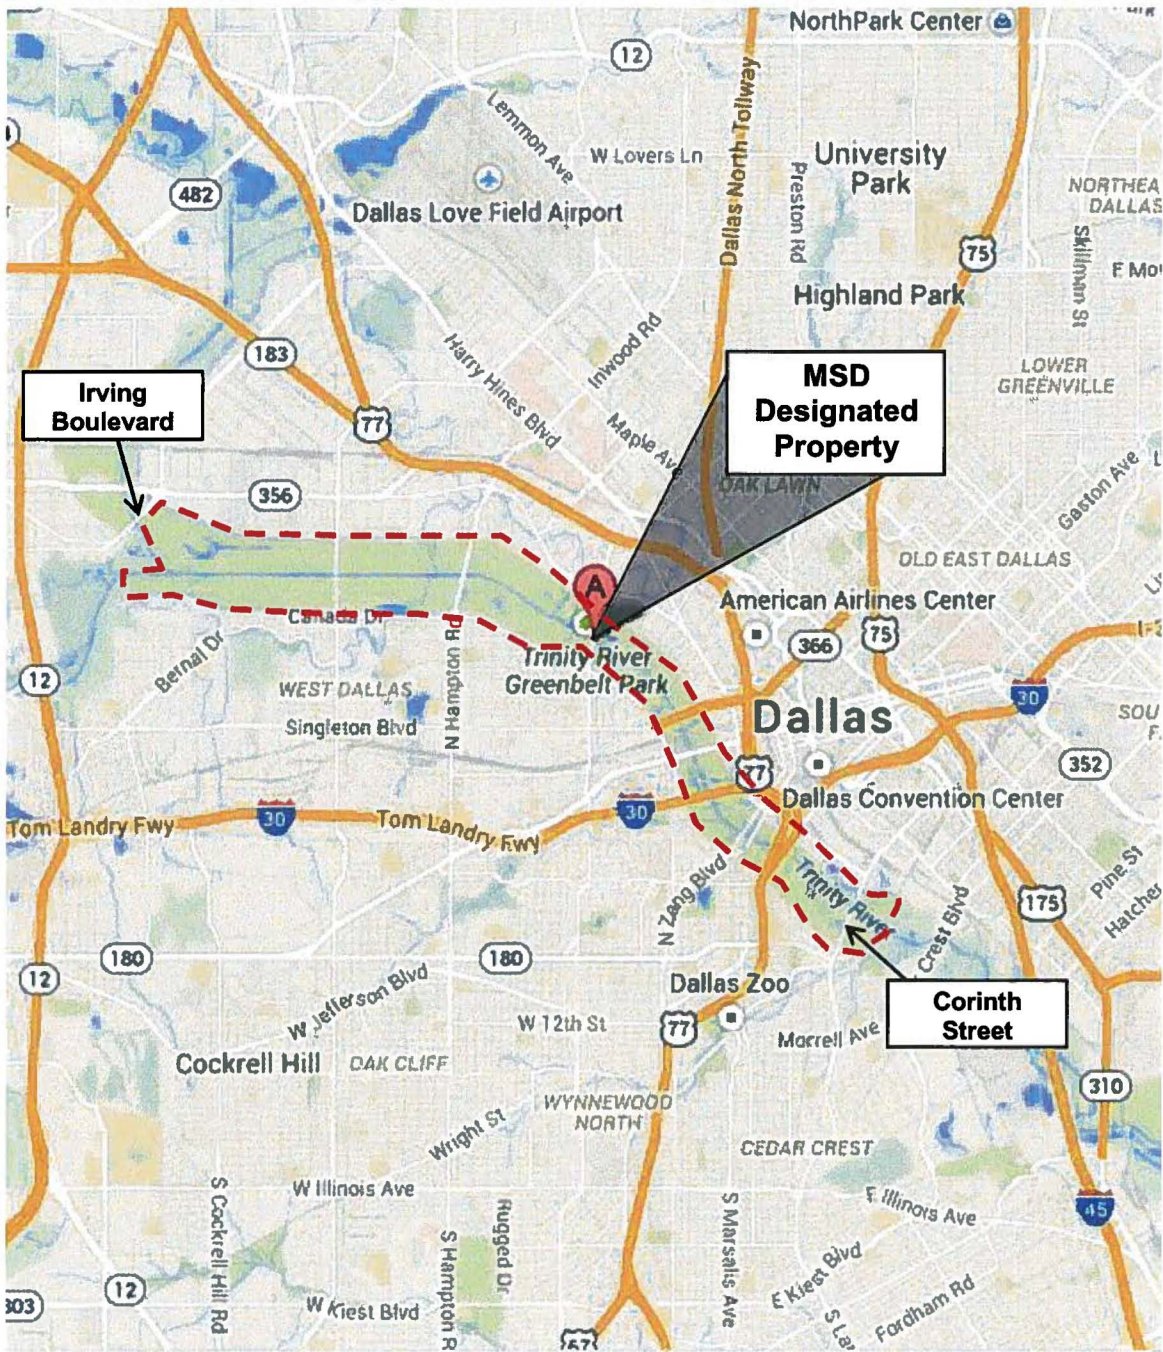 NorthPark Center
12
Dallas North Tollway
Lemmon Ave
W Lovers Ln
University
Park
Preston Rd
482
Dallas Love Field Airport
NORTHEA
DALLAS
Skillman St
75
Highland Park
Inwood Rd
Harry Hines Blvd
183
MSD
Designated
Property
LOWER
GREENVILLE
Irving
Boulevard
77
Maple Ave
OAK LAWN
Gaston Ave
356
OLD EAST DALLAS
A
American Airlines Center
366
75
Canada Dr
Bernal Dr
N Hampton Rd
Trinity River
Greenbelt Park
12
WEST DALLAS
30
Dallas
Singleton Blvd
352
77
Dallas Convention Center
Tom Landry Fwy
30
Tom Landry Fwy
30
Pine St
Hatcher
N Zang Blvd
Trinity River
175
Crest Blvd
180
180
12
W Jefferson Blvd
Dallas Zoo
Corinth
Street
W 12th St
77
Morrell Ave
Cockrell Hill
OAK CLIFF
310
WYNNEWOOD
NORTH
Wright St
CEDAR CREST
W Illinois Ave
E Illinois Ave
45
S Cockrell Hill Rd
S Hampton R
Rugged Dr
S Marsalis Ave
E Kiest Blvd
12
303
W Kiest Blvd
Fordham Rd
67